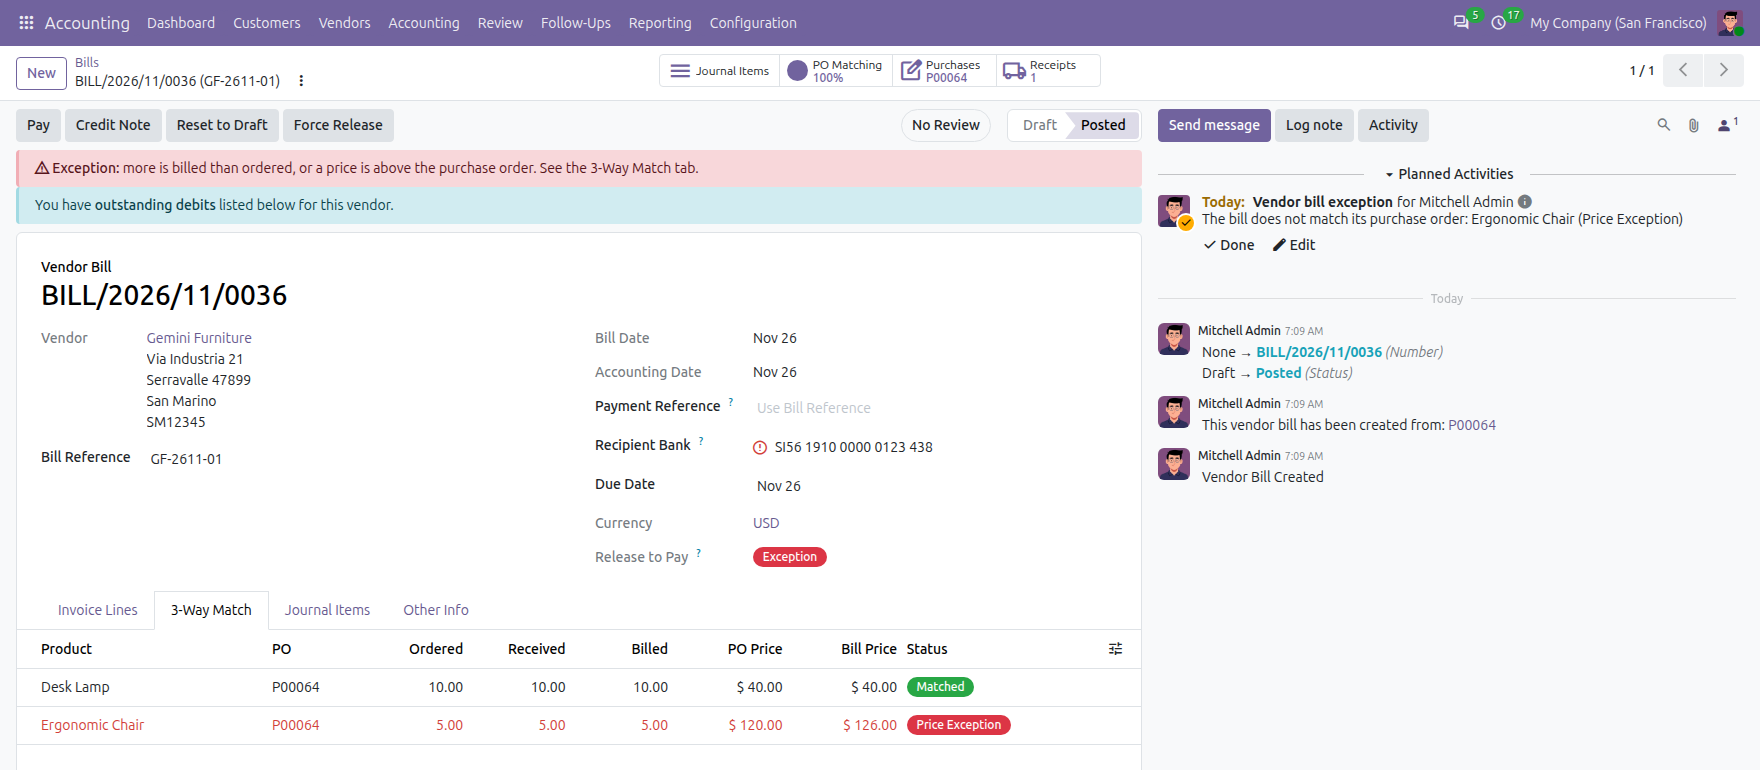 Accounting Dashboard Customers Vendors Accounting Review Follow-Ups Reporting Configuration 5 17 My Company (San Francisco)
New
Bills
BILL/2026/11/0036 (GF-2611-01)
Journal Items
PO Matching
100%
Purchases
P00064
Receipts
1
1 / 1
Pay Credit Note Reset to Draft Force Release No Review Draft Posted
Send message Log note Activity 1
Exception: more is billed than ordered, or a price is above the purchase order. See the 3-Way Match tab.
You have outstanding debits listed below for this vendor.
Vendor Bill
BILL/2026/11/0036
Vendor Gemini Furniture
Via Industria 21
Serravalle 47899
San Marino
SM12345
Bill Reference GF-2611-01
Bill Date Nov 26
Accounting Date Nov 26
Payment Reference ? Use Bill Reference
Recipient Bank ? SI56 1910 0000 0123 438
Due Date Nov 26
Currency USD
Release to Pay ? Exception
Invoice Lines 3-Way Match Journal Items Other Info
Product PO Ordered Received Billed PO Price Bill Price Status
Desk Lamp P00064 10.00 10.00 10.00 $ 40.00 $ 40.00 Matched
Ergonomic Chair P00064 5.00 5.00 5.00 $ 120.00 $ 126.00 Price Exception
Planned Activities
Today: Vendor bill exception for Mitchell Admin
The bill does not match its purchase order: Ergonomic Chair (Price Exception)
Done Edit
Today
Mitchell Admin 7:09 AM
None → BILL/2026/11/0036 (Number)
Draft → Posted (Status)
Mitchell Admin 7:09 AM
This vendor bill has been created from: P00064
Mitchell Admin 7:09 AM
Vendor Bill Created